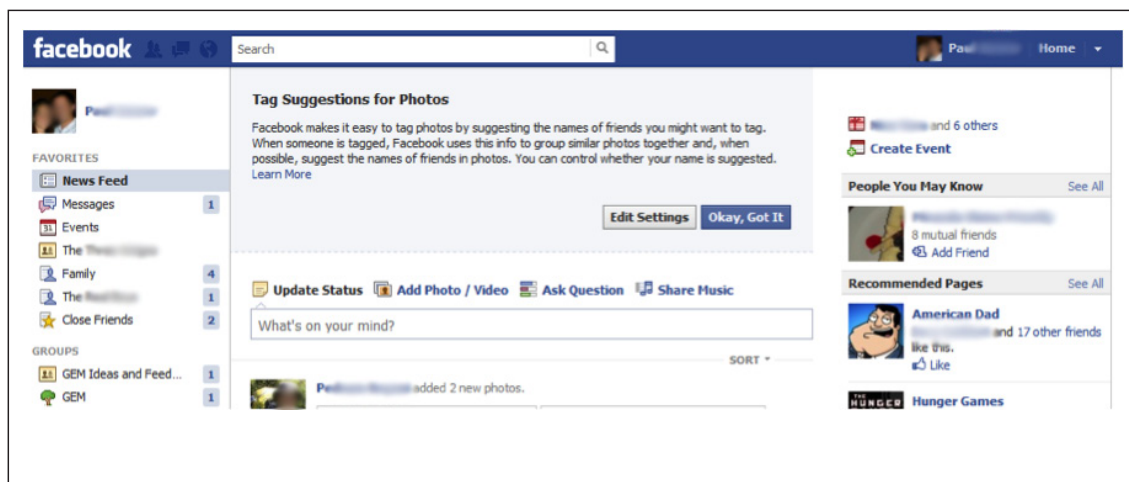 facebook
Search
Home
Tag Suggestions for Photos
Facebook makes it easy to tag photos by suggesting the names of friends you might want to tag.
When someone is tagged, Facebook uses this info to group similar photos together and, when
possible, suggest the names of friends in photos. You can control whether your name is suggested.
Learn More
Edit Settings
Okay, Got It
FAVORITES
News Feed
Messages 1
31 Events
The
Family 4
The 1
Close Friends 2
GROUPS
GEM Ideas and Feed... 1
GEM 1
Update Status Add Photo / Video Ask Question Share Music
What's on your mind?
SORT
added 2 new photos.
and 6 others
Create Event
People You May Know See All
8 mutual friends
Add Friend
Recommended Pages See All
American Dad
and 17 other friends
like this.
Like
THE
HUNGER
Hunger Games